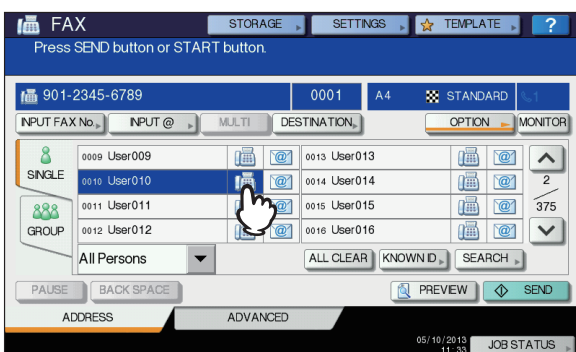 FAX STORAGE SETTINGS TEMPLATE ?
Press SEND button or START button.
901-2345-6789 0001 A4 STANDARD 1
INPUT FAX No. INPUT @ MULTI DESTINATION OPTION MONITOR
SINGLE
GROUP
0009 User009 @ 0013 User013 @
0010 User010 @ 0014 User014 @
0011 User011 @ 0015 User015 @
0012 User012 @ 0016 User016 @
2
375
All Persons ALL CLEAR KNOWN ID SEARCH
PAUSE BACK SPACE PREVIEW SEND
ADDRESS ADVANCED
05/10/2013
11:33 JOB STATUS